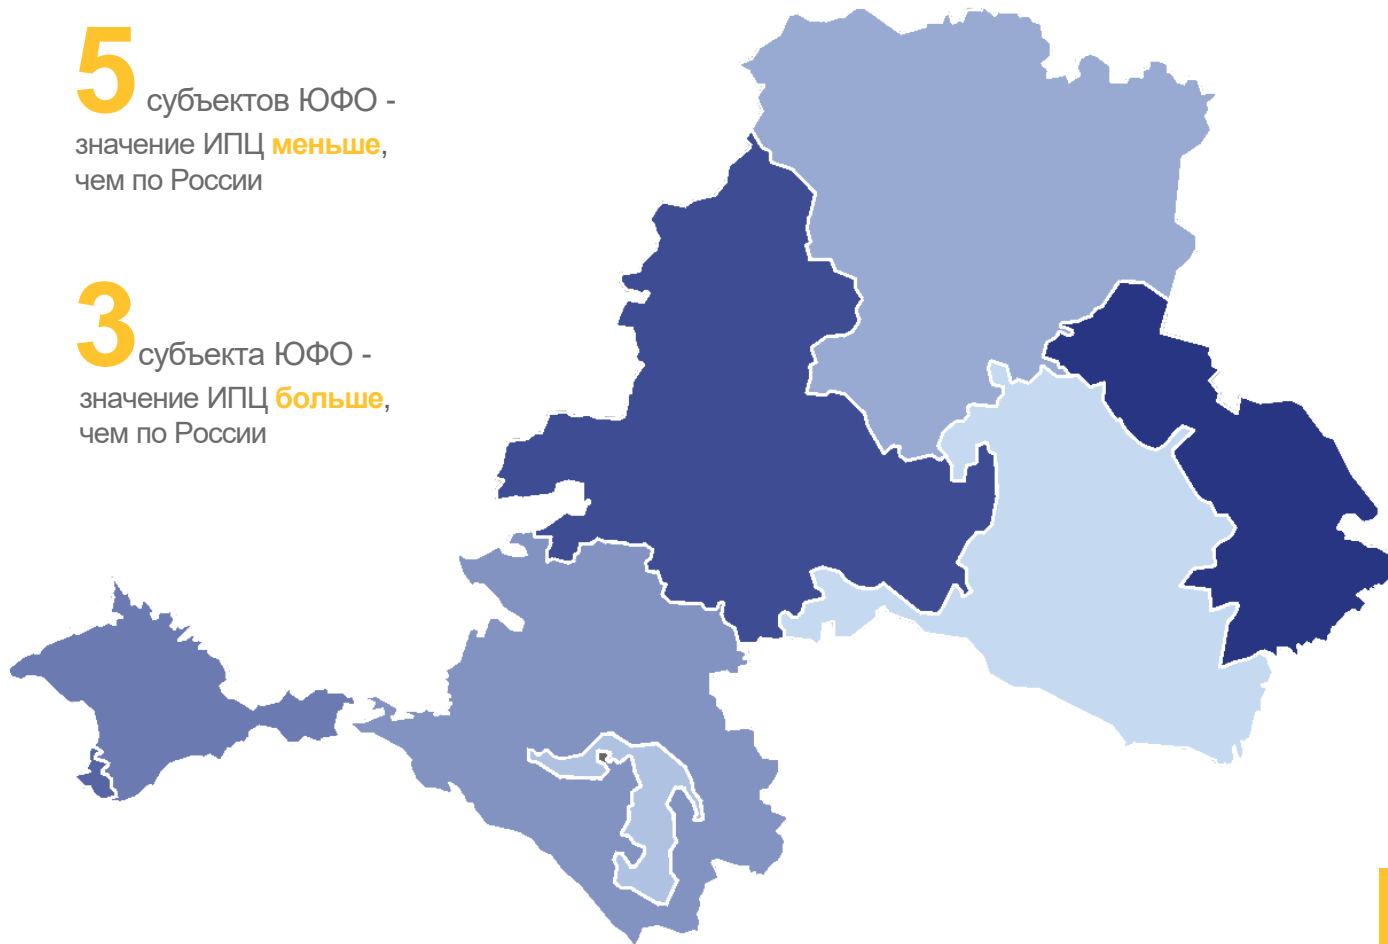 5 субъектов ЮФО -
значение ИПЦ меньше,
чем по России
3 субъекта ЮФО -
значение ИПЦ больше,
чем по России